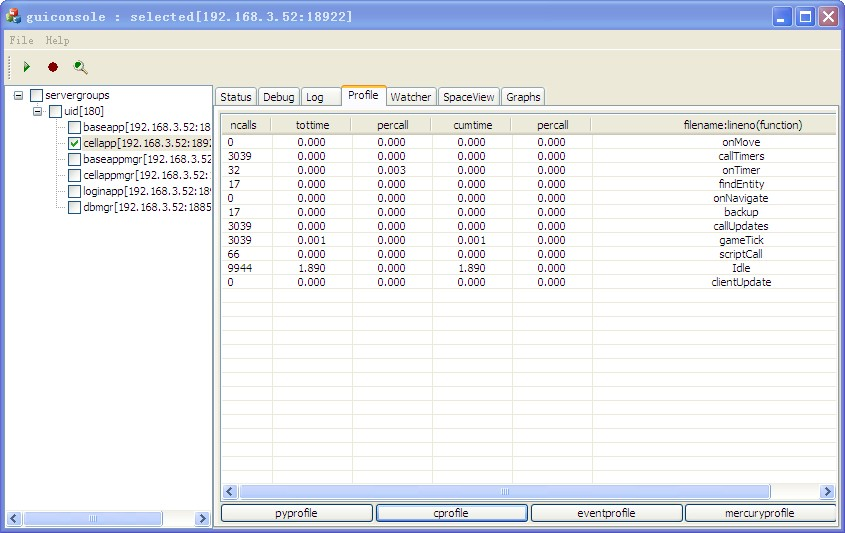 guiconsole : selected[192.168.3.52:18922]
File Help
servergroups
uid[180]
baseapp[192.168.3.52:18
cellapp[192.168.3.52:1892
baseappmgr[192.168.3.52
cellappmgr[192.168.3.52:
loginapp[192.168.3.52:189
dbmgr[192.168.3.52:1885
Status Debug Log Profile Watcher SpaceView Graphs
ncalls tottime percall cumtime percall filename:lineno(function)
0 0.000 0.000 0.000 0.000 onMove
3039 0.000 0.000 0.000 0.000 callTimers
32 0.000 0.003 0.000 0.000 onTimer
17 0.000 0.000 0.000 0.000 findEntity
0 0.000 0.000 0.000 0.000 onNavigate
17 0.000 0.000 0.000 0.000 backup
3039 0.000 0.000 0.000 0.000 callUpdates
3039 0.001 0.000 0.001 0.000 gameTick
66 0.000 0.000 0.000 0.000 scriptCall
9944 1.890 0.000 1.890 0.000 Idle
0 0.000 0.000 0.000 0.000 clientUpdate
pyprofile cprofile eventprofile mercuryprofile